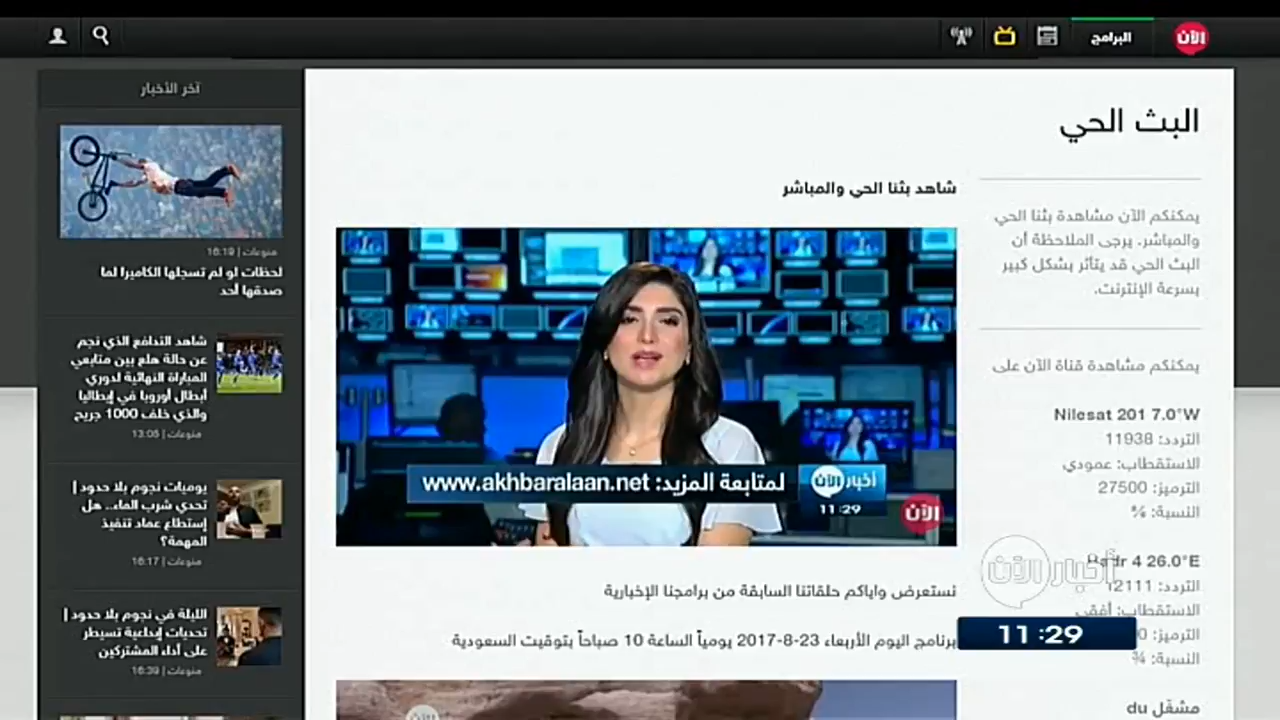 الآن
البرامج
البث الحي
يمكنكم الآن مشاهدة بثنا الحي
والمباشر. يرجى الملاحظة أن
البث الحي قد يتأثر بشكل كبير
بسرعة الإنترنت.
يمكنكم مشاهدة قناة الآن على
Nilesat 201 7.0°W
التردد: 11938
الاستقطاب: عمودي
الترميز: 27500
النسبة: ¾
4 26.0°E
التردد: 12111
الاستقطاب: أفقي
النسبة: ¾
مشغّل du
أخبار الآن
11:29
شاهد بثنا الحي والمباشر
لمتابعة المزيد: www.akhbaralaan.net
أخبار الآن
11:29
الآن
نستعرض واياكم حلقاتنا السابقة من برامجنا الإخبارية
برنامج اليوم الأربعاء 23-8-2017 يومياً الساعة 10 صباحاً بتوقيت السعودية
الآن
آخر الأخبار
منوعات | 16:19
لحظات لو لم تسجلها الكاميرا لما
صدقها أحد
شاهد التدافع الذي نجم
عن حالة هلع بين متابعي
المباراة النهائية لدوري
أبطال أوروبا في إيطاليا
والذي خلف 1000 جريح
منوعات | 13:05
يوميات نجوم بلا حدود |
تحدي شرب الماء.. هل
إستطاع عماد تنفيذ
المهمة؟
منوعات | 16:17
الليلة في نجوم بلا حدود |
تحديات إبداعية تسيطر
على أداء المشتركين
منوعات | 16:39